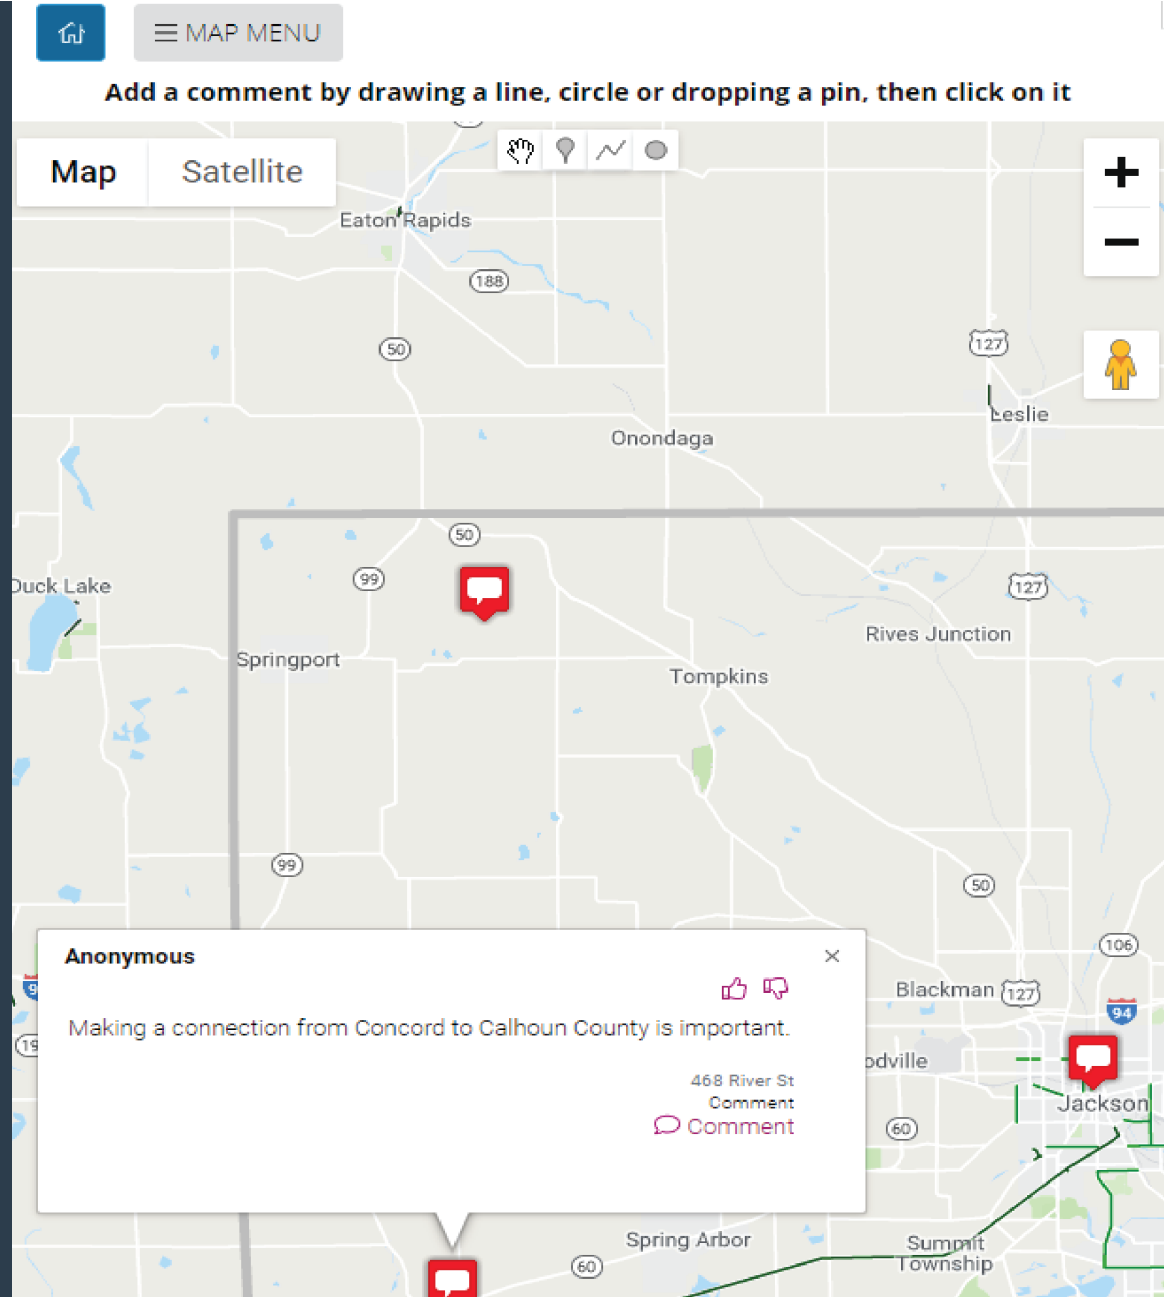 MAP MENU
Add a comment by drawing a line, circle or dropping a pin, then click on it
Map
Satellite
Eaton Rapids
188
50
127
Leslie
Onondaga
50
99
Duck Lake
127
Rives Junction
Springport
Tompkins
99
50
106
Anonymous
Blackman
127
94
Making a connection from Concord to Calhoun County is important.
odville
468 River St
Comment
Comment
Jackson
60
Spring Arbor
60
Summit
Township